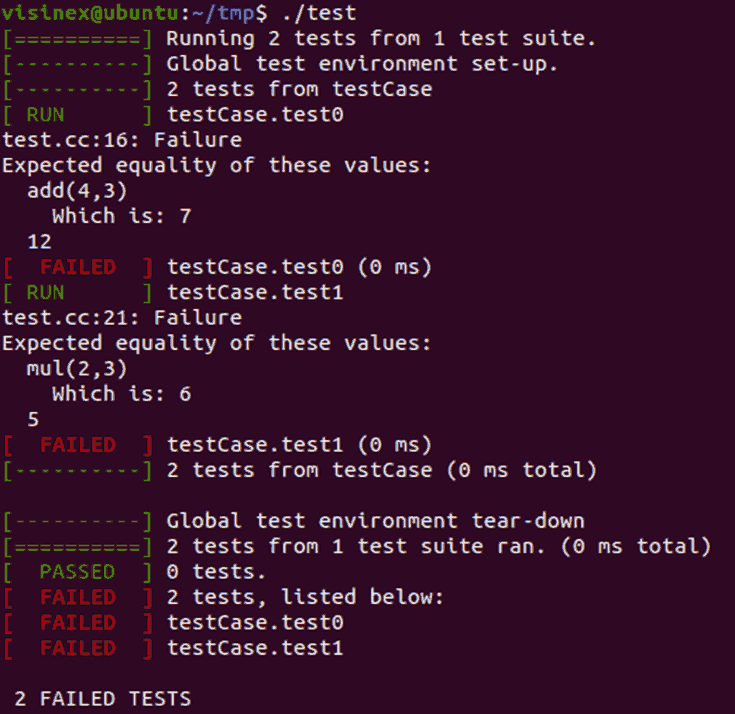 visinex@ubuntu:~/tmp$ ./test
[==========] Running 2 tests from 1 test suite.
[----------] Global test environment set-up.
[----------] 2 tests from testCase
[ RUN      ] testCase.test0
test.cc:16: Failure
Expected equality of these values:
  add(4,3)
    Which is: 7
  12
[  FAILED  ] testCase.test0 (0 ms)
[ RUN      ] testCase.test1
test.cc:21: Failure
Expected equality of these values:
  mul(2,3)
    Which is: 6
  5
[  FAILED  ] testCase.test1 (0 ms)
[----------] 2 tests from testCase (0 ms total)

[----------] Global test environment tear-down
[==========] 2 tests from 1 test suite ran. (0 ms total)
[  PASSED  ] 0 tests.
[  FAILED  ] 2 tests, listed below:
[  FAILED  ] testCase.test0
[  FAILED  ] testCase.test1

 2 FAILED TESTS